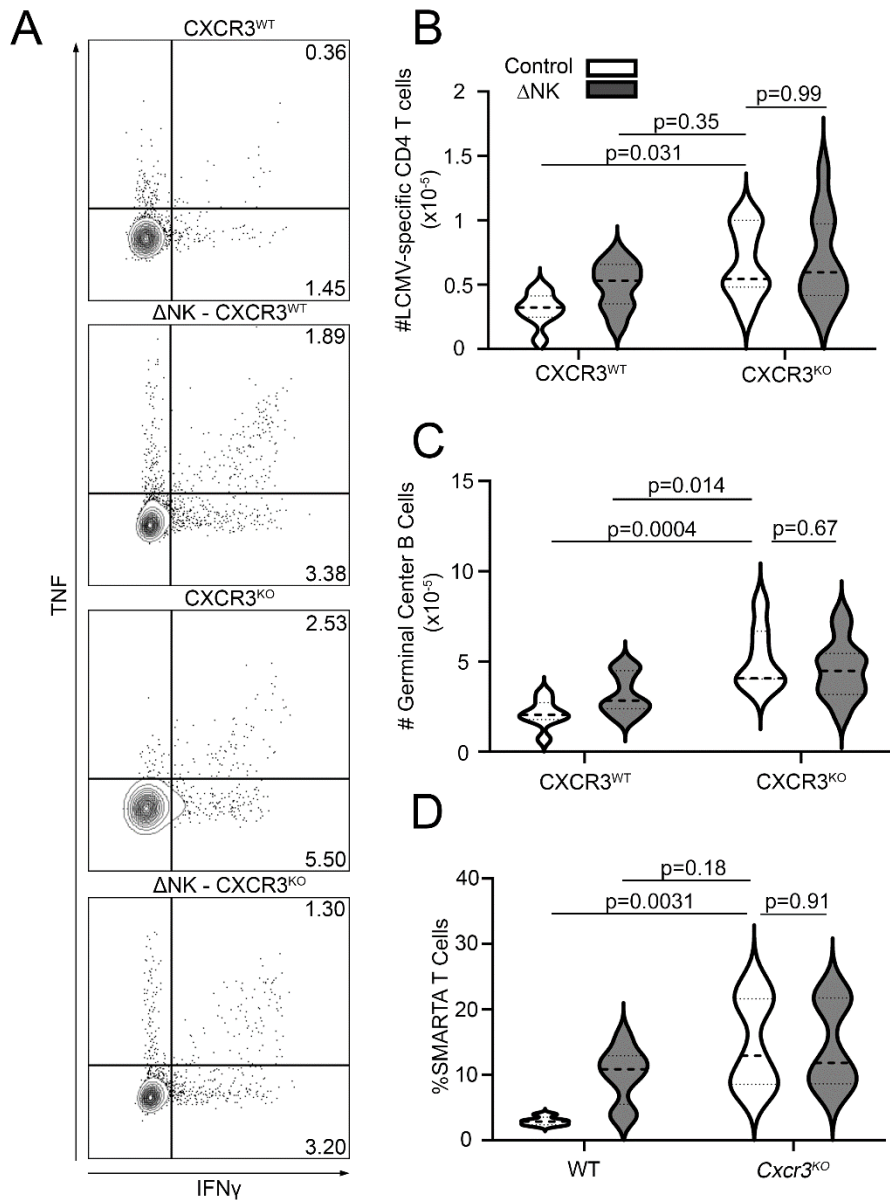 A
CXCR3WT
0.36
1.45
ΔNK - CXCR3WT
1.89
3.38
CXCR3KO
2.53
5.50
ΔNK - CXCR3KO
1.30
3.20
TNF
IFNγ
B
Control
ΔNK
#LCMV-specific CD4 T cells
(x10-5)
2
1.5
1
0.5
0
p=0.99
p=0.35
p=0.031
CXCR3WT
CXCR3KO
C
# Germinal Center B Cells
(x10-5)
15
10
5
0
p=0.014
p=0.0004
p=0.67
CXCR3WT
CXCR3KO
D
%SMARTA T Cells
40
30
20
10
0
p=0.18
p=0.0031
p=0.91
WT
Cxcr3KO